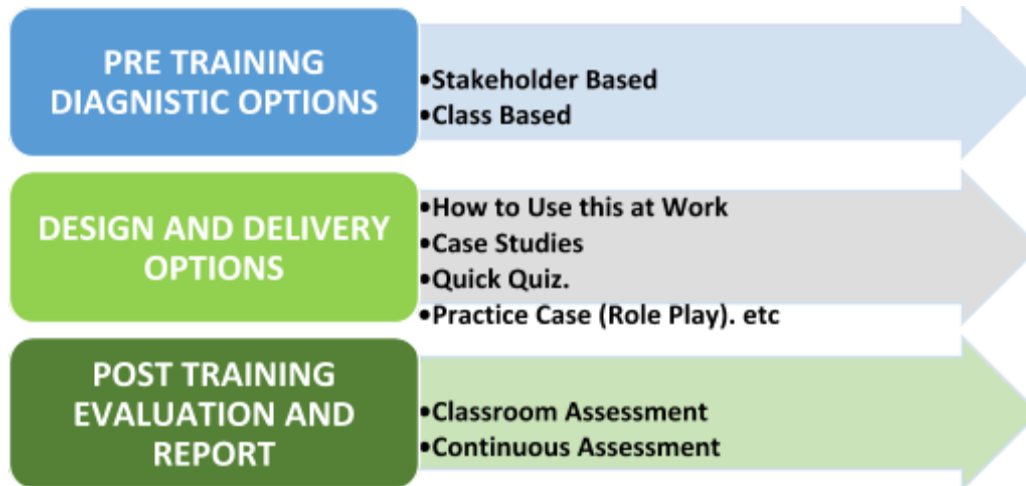 PRE TRAINING
DIAGNOSTIC OPTIONS
•Stakeholder Based
•Class Based
DESIGN AND DELIVERY
OPTIONS
•How to Use this at Work
•Case Studies
•Quick Quiz.
•Practice Case (Role Play). etc
POST TRAINING
EVALUATION AND
REPORT
•Classroom Assessment
•Continuous Assessment